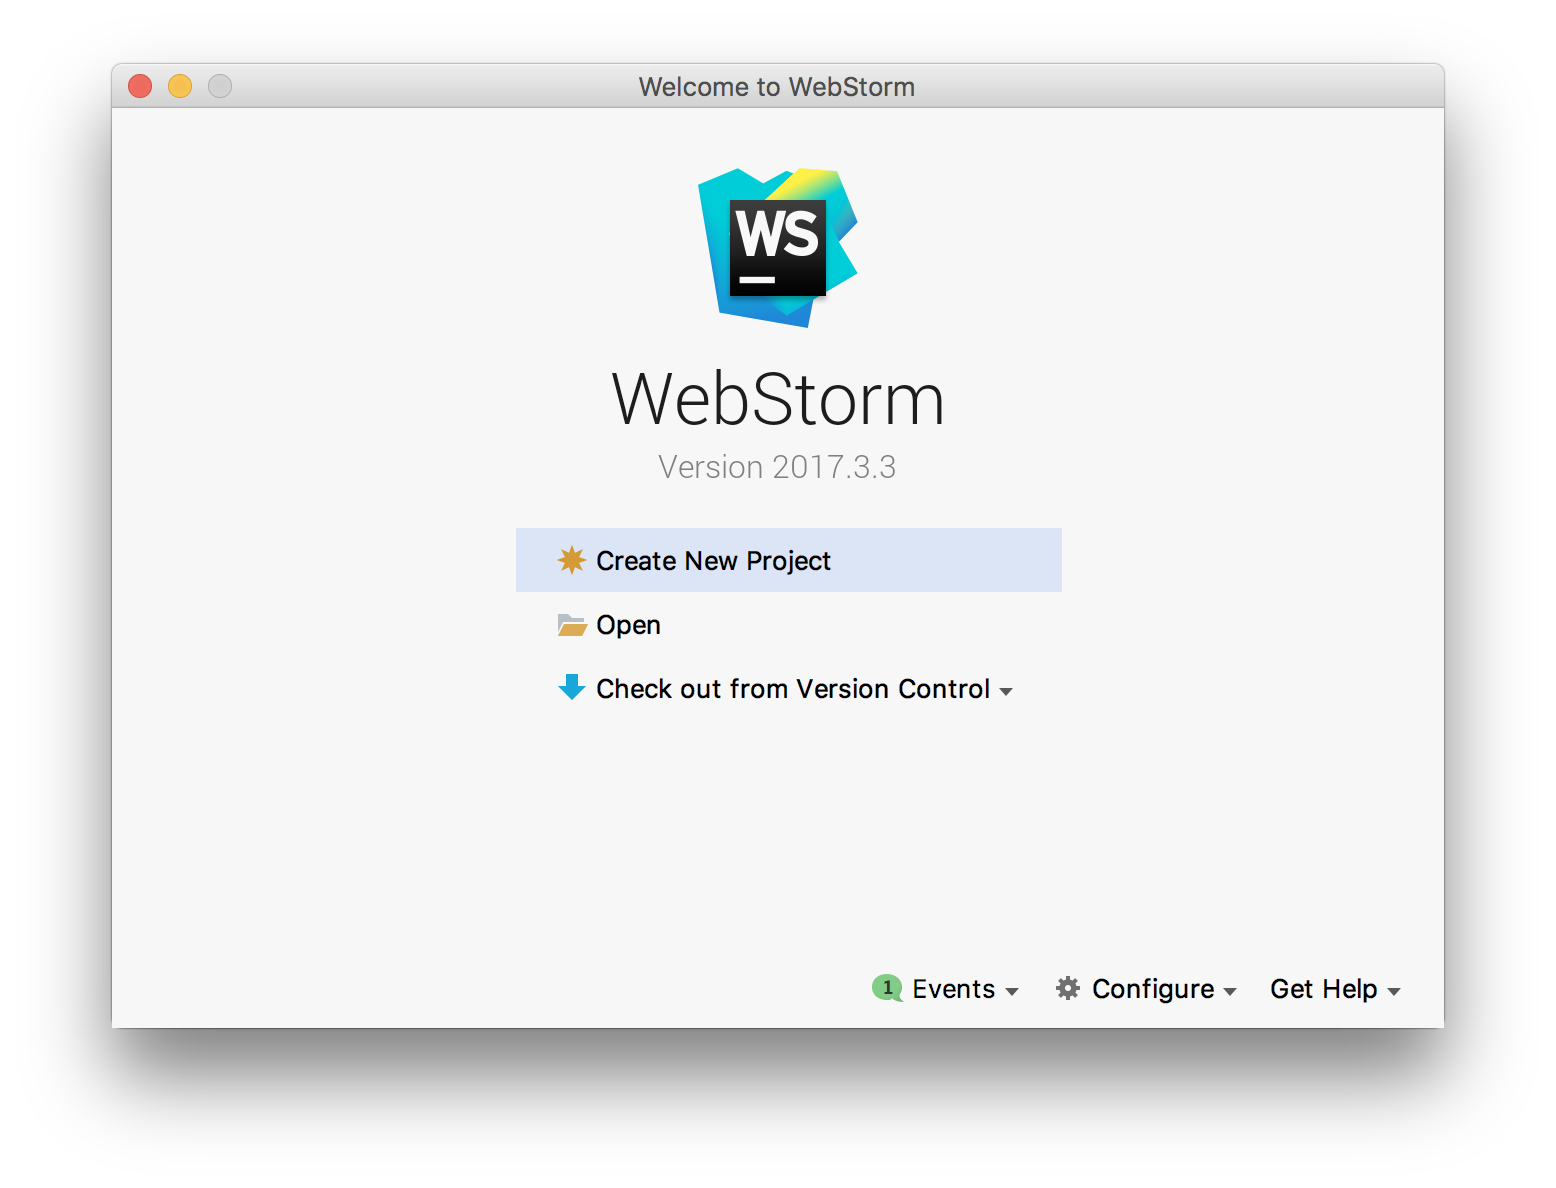 Welcome to WebStorm
WS
WebStorm
Version 2017.3.3
Create New Project
Open
Check out from Version Control
1 Events Configure Get Help